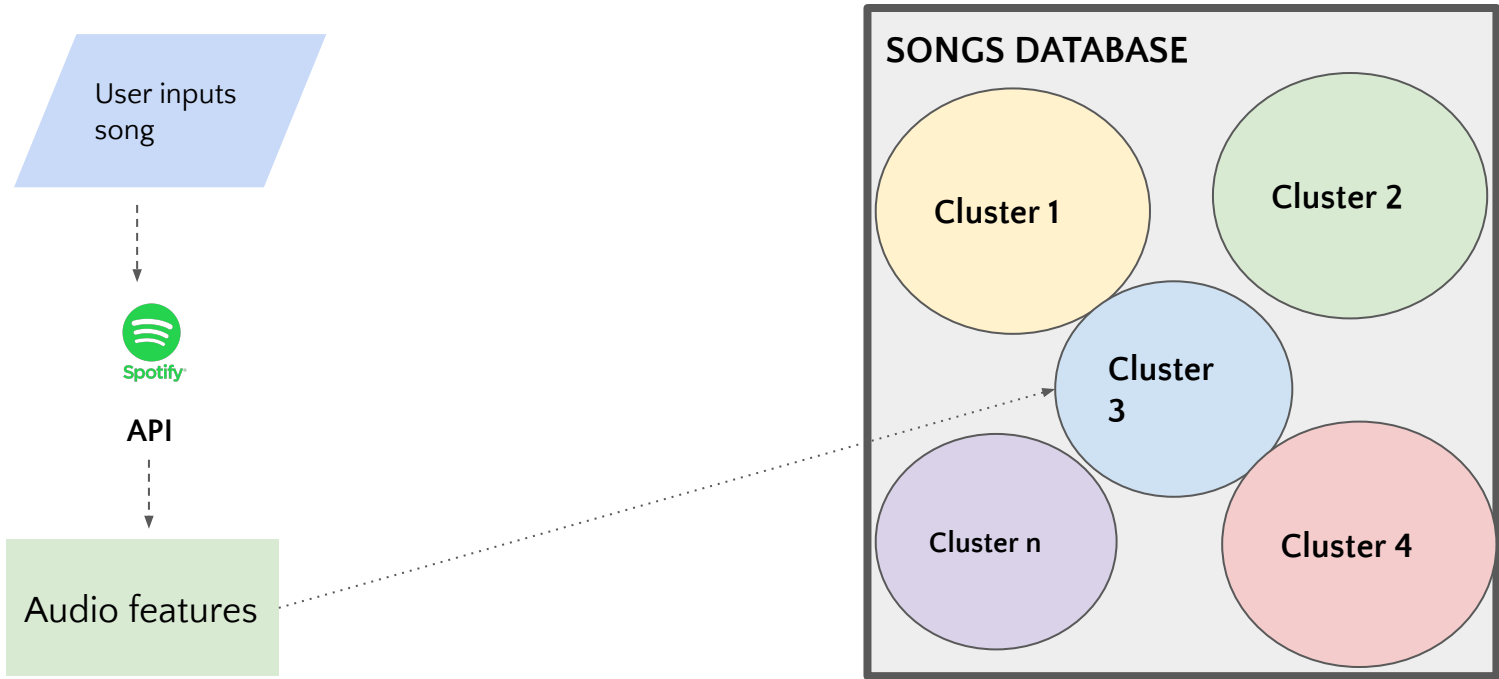 User inputs
song
Spotify
API
Audio features
SONGS DATABASE
Cluster 1
Cluster 2
Cluster
3
Cluster n
Cluster 4